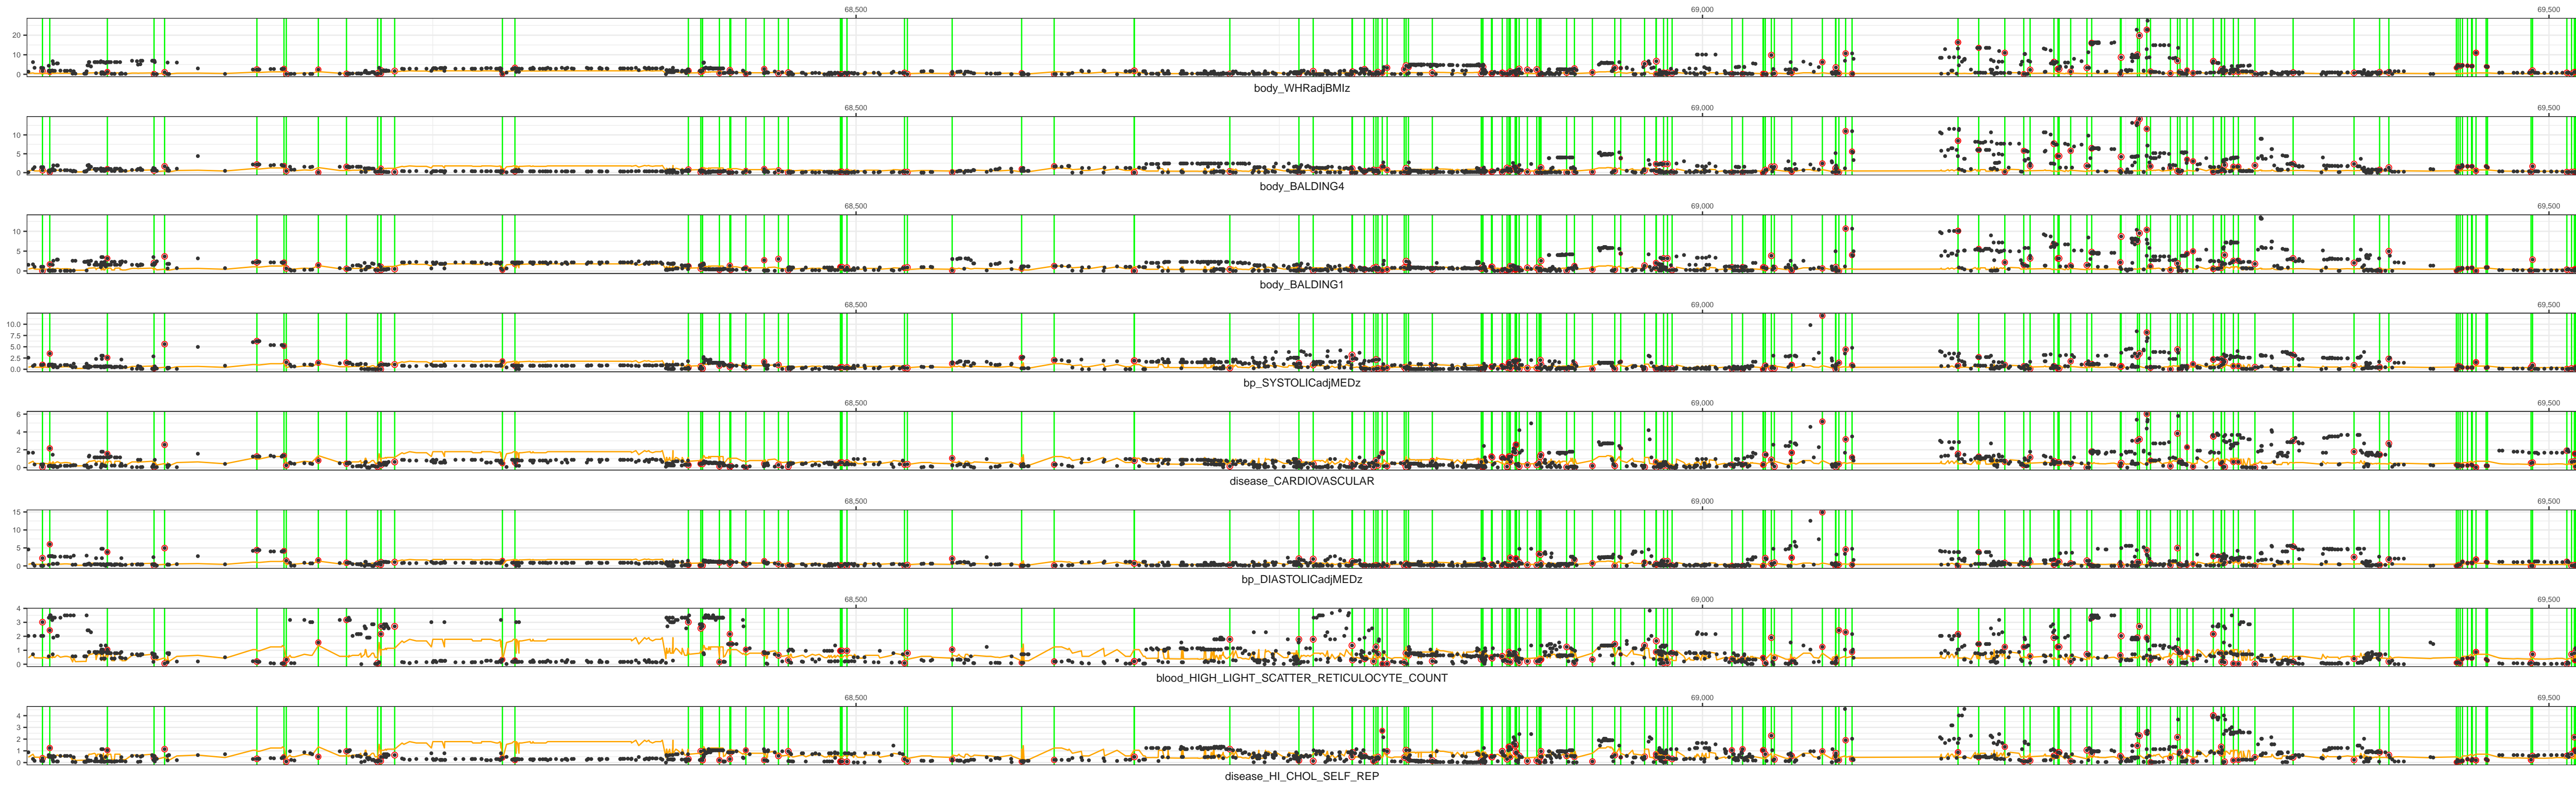 68,500 69,000 69,500
20
10
0
body_WHRadjBMIz
68,500 69,000 69,500
10
5
0
body_BALDING4
68,500 69,000 69,500
10
5
0
body_BALDING1
68,500 69,000 69,500
10.0
7.5
5.0
2.5
0.0
bp_SYSTOLICadjMEDz
68,500 69,000 69,500
6
4
2
0
disease_CARDIOVASCULAR
68,500 69,000 69,500
15
10
5
0
bp_DIASTOLICadjMEDz
68,500 69,000 69,500
4
3
2
1
0
blood_HIGH_LIGHT_SCATTER_RETICULOCYTE_COUNT
68,500 69,000 69,500
4
3
2
1
0
disease_HI_CHOL_SELF_REP